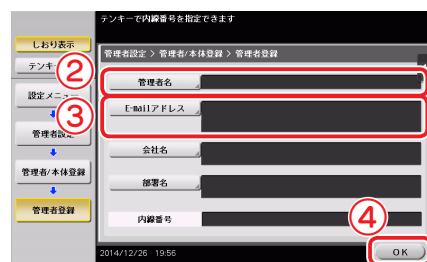 テンキーで内線番号を指定できます
しおり表示
管理者設定 > 管理者/本体登録 > 管理者登録
テンキ
②
管理者名
設定メニュー
③
E-mailアドレス
管理者設定
会社名
管理者/本体登録
部署名
管理者登録
④
内線番号
2014/12/26 19:56
OK